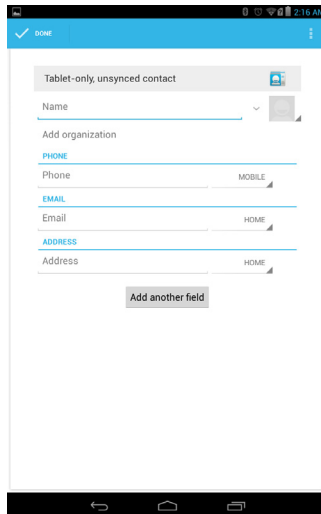 2:16 AM
DONE
Tablet-only, unsynced contact
Name
Add organization
PHONE
Phone
MOBILE
EMAIL
Email
HOME
ADDRESS
Address
HOME
Add another field